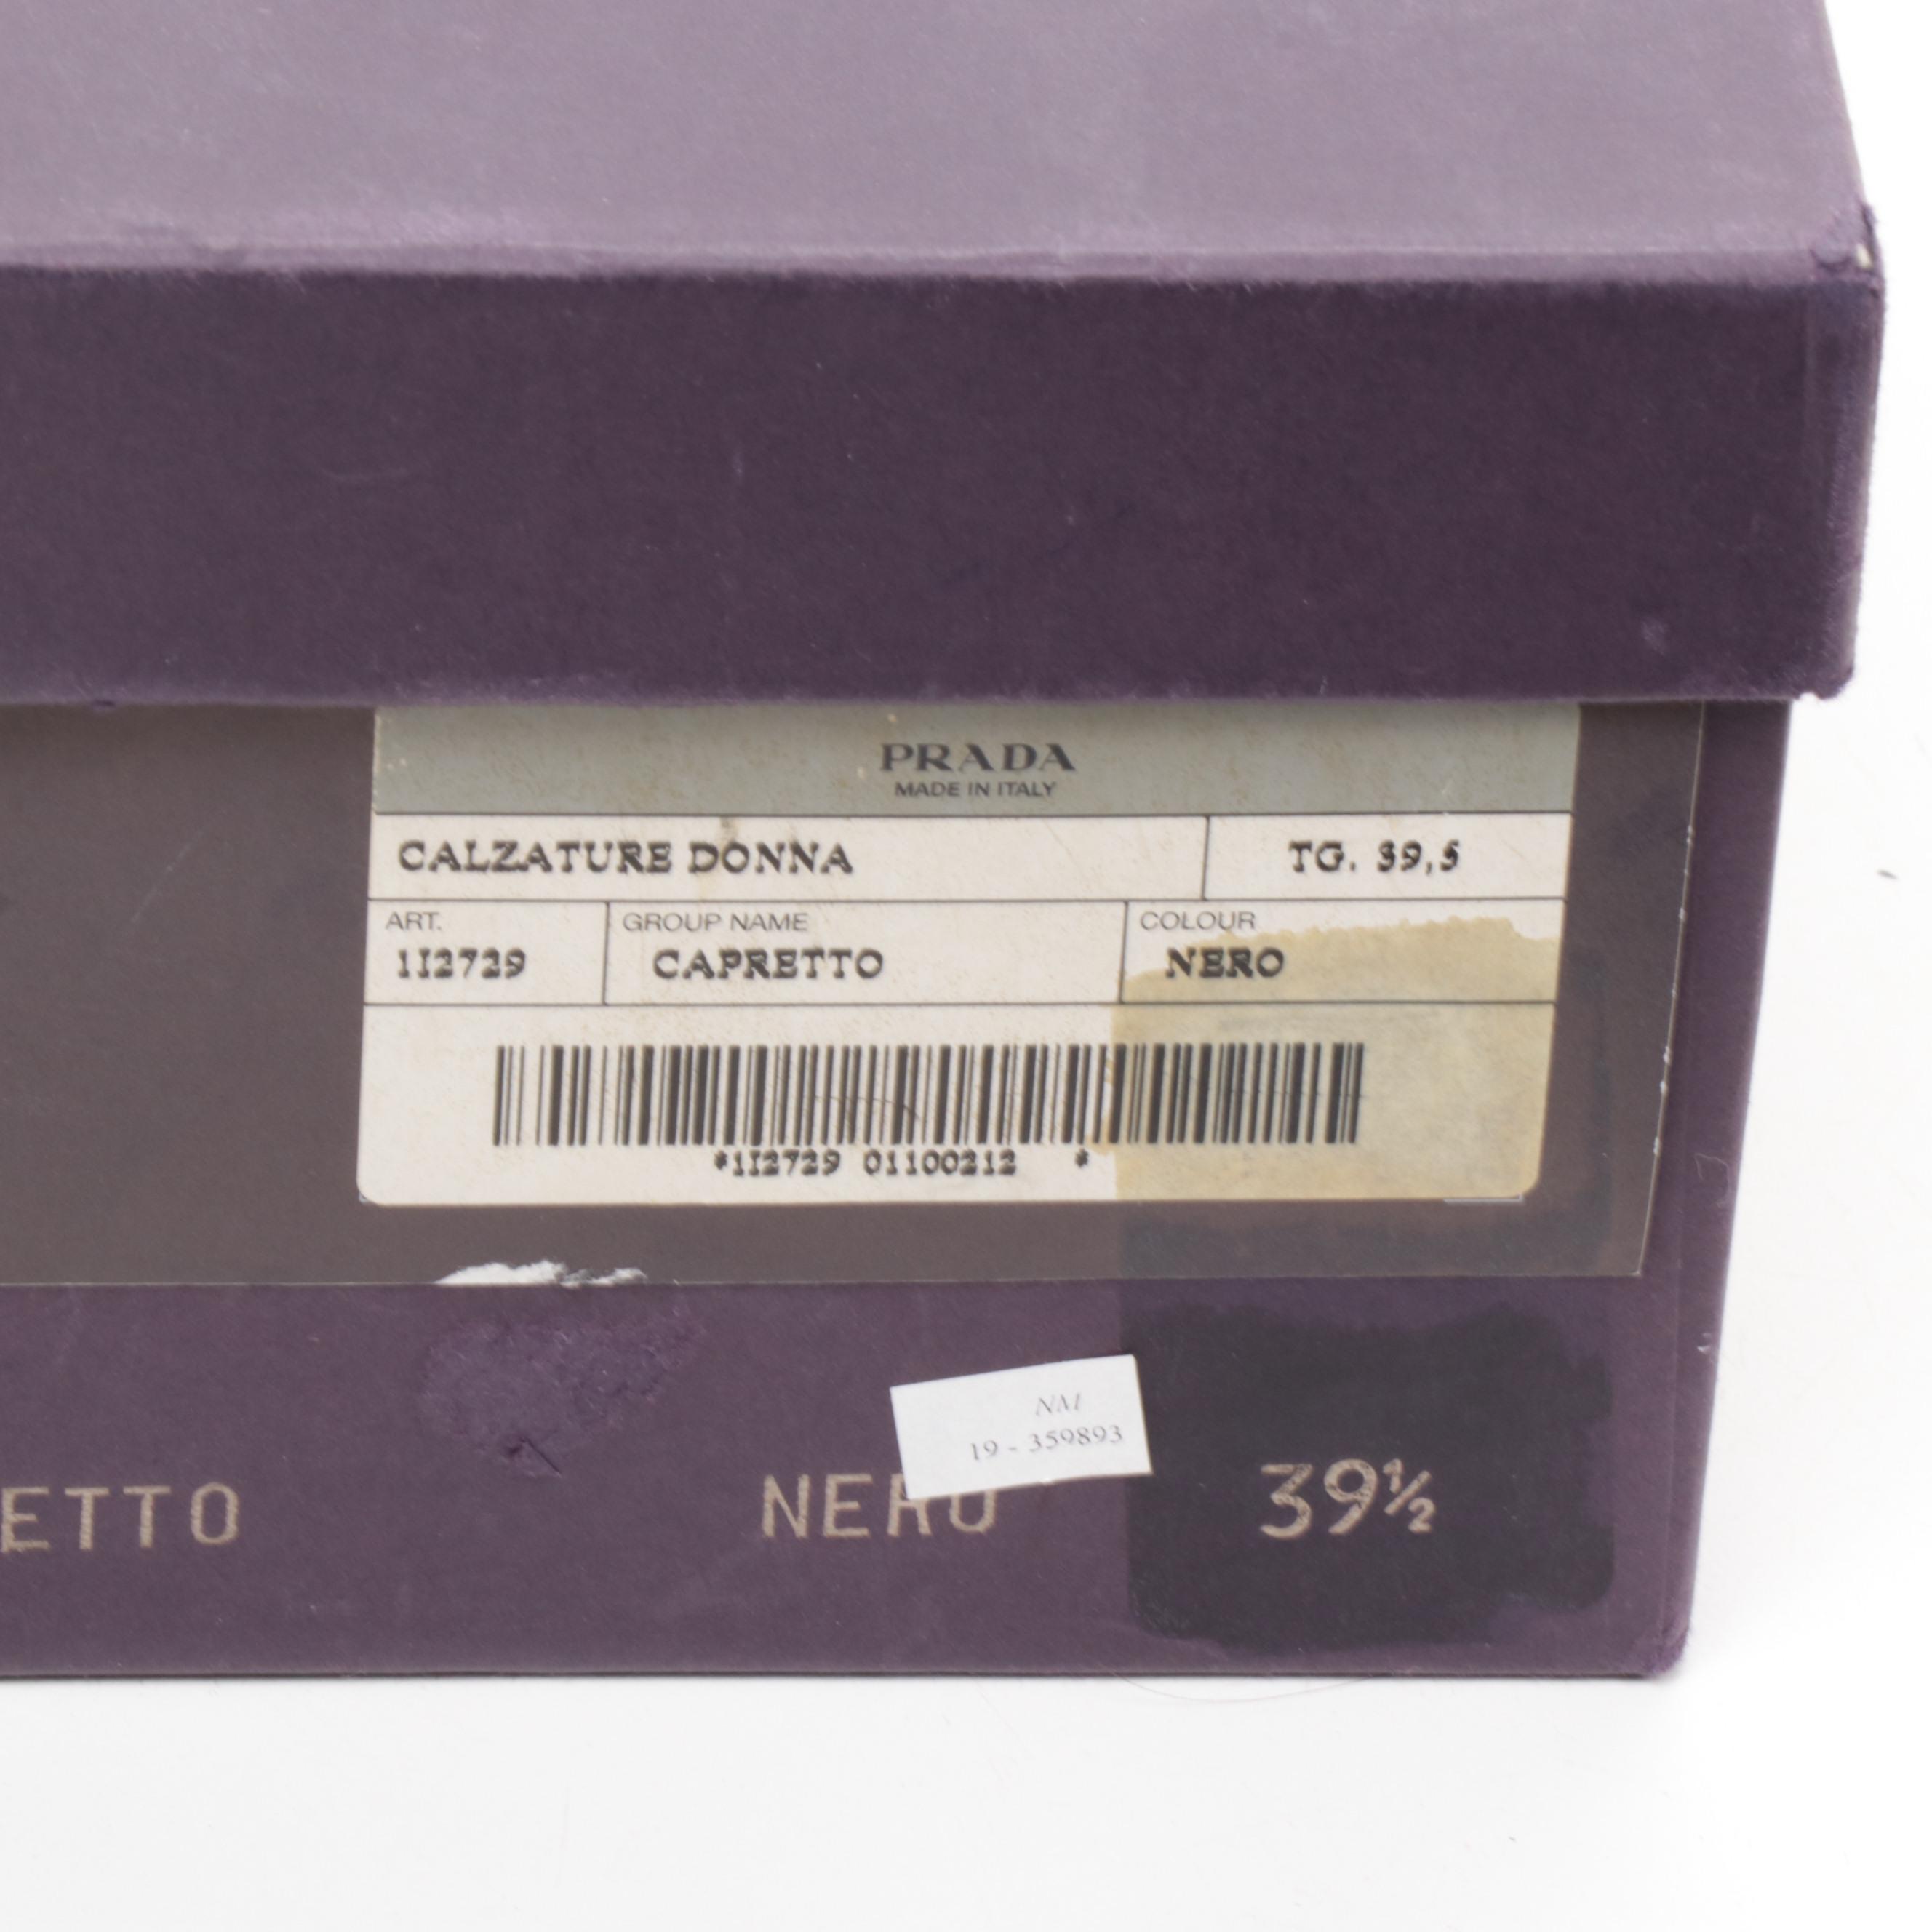 PRADA
MADE IN ITALY
CALZATURE DONNA TG. 39,5
ART. GROUP NAME COLOUR
1I2729 CAPRETTO NERO
*1I2729 01100212 *
NM
19 - 359893
ETTO NERO 39½